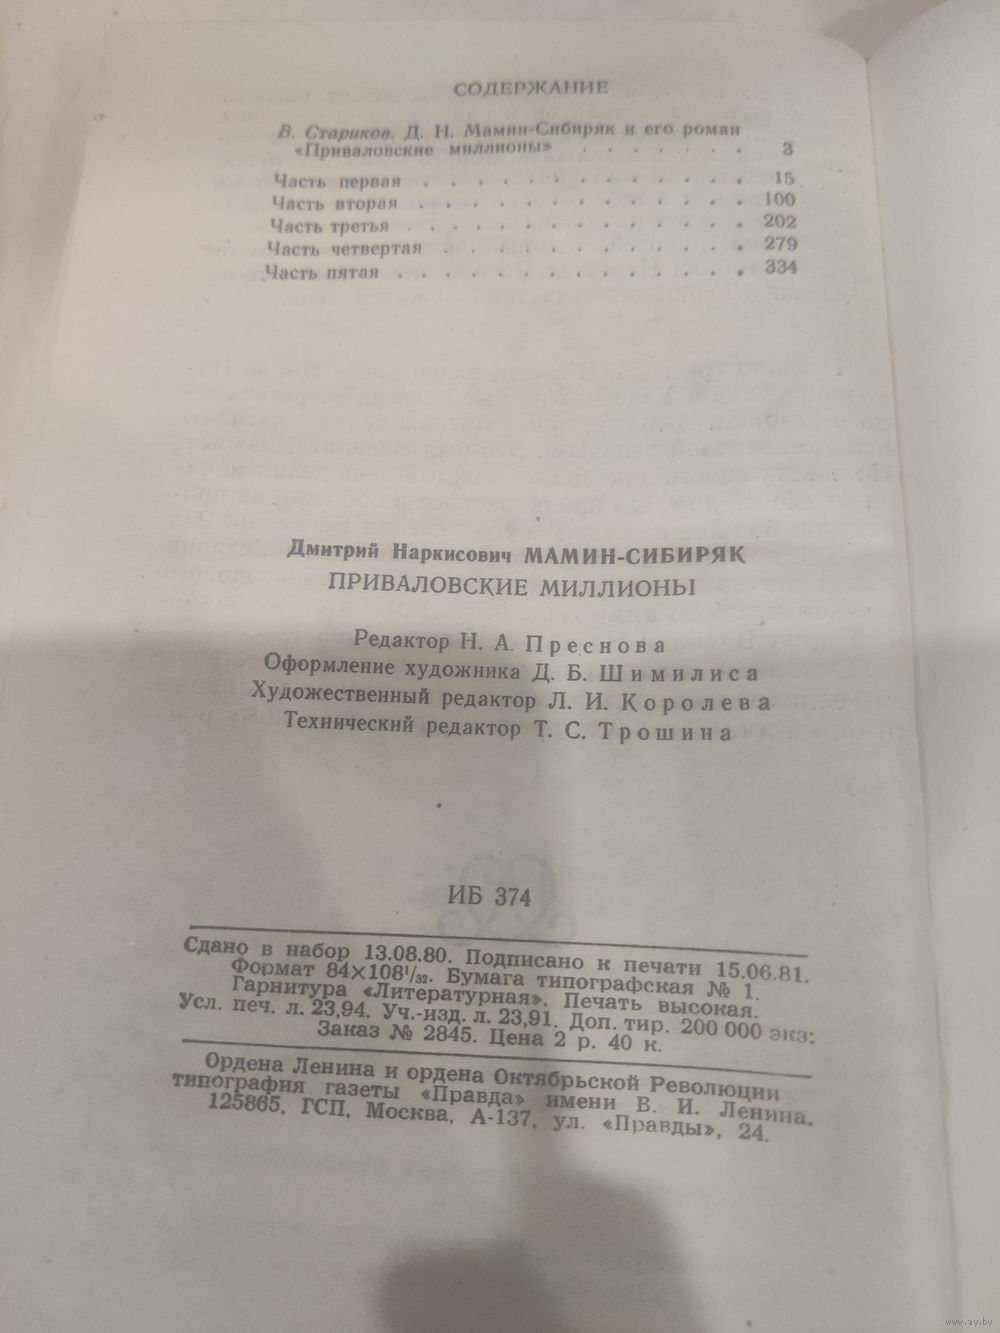 СОДЕРЖАНИЕ
В. Стариков. Д. Н. Мамин-Сибиряк и его роман
«Приваловские миллионы» . . . . . . . 3
Часть первая . . . . . . . . . . . . . 15
Часть вторая . . . . . . . . . . . . . 100
Часть третья . . . . . . . . . . . . . 202
Часть четвертая . . . . . . . . . . . . 279
Часть пятая . . . . . . . . . . . . . . 334
Дмитрий Наркисович МАМИН-СИБИРЯК
ПРИВАЛОВСКИЕ МИЛЛИОНЫ
Редактор Н. А. Преснова
Оформление художника Д. Б. Шимилиса
Художественный редактор Л. И. Королева
Технический редактор Т. С. Трошина
ИБ 374
Сдано в набор 13.08.80. Подписано к печати 15.06.81.
Формат 84×108¹/₃₂. Бумага типографская № 1.
Гарнитура «Литературная». Печать высокая.
Усл. печ. л. 23,94. Уч.-изд. л. 23,91. Доп. тир. 200 000 экз:
Заказ № 2845. Цена 2 р. 40 к.
Ордена Ленина и ордена Октябрьской Революции
типография газеты «Правда» имени В. И. Ленина.
125865, ГСП, Москва, А-137, ул. «Правды», 24.
www.ay.by